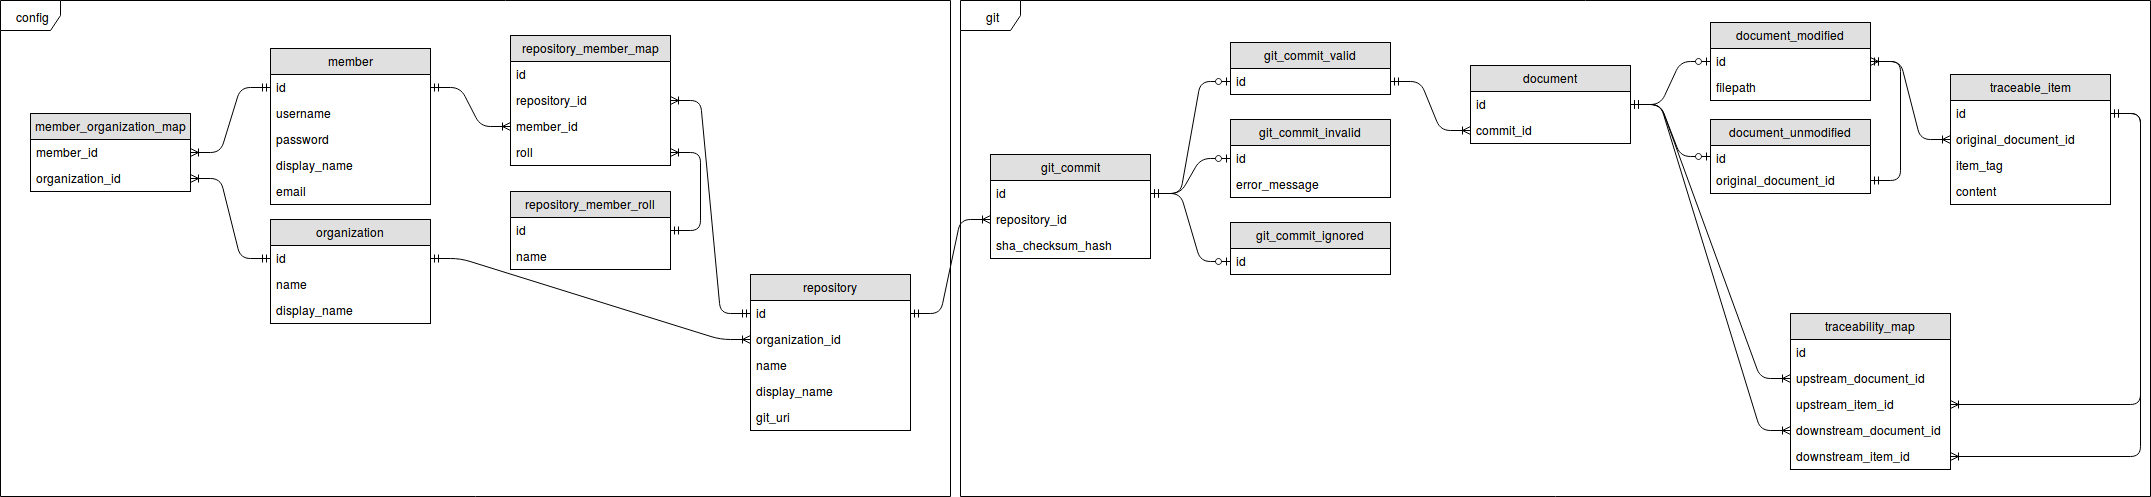 config
member_organization_map
member_id
organization_id
member
id
username
password
display_name
email
organization
id
name
display_name
repository_member_map
id
repository_id
member_id
roll
repository_member_roll
id
name
repository
id
organization_id
name
display_name
git_uri
git
git_commit
id
repository_id
sha_checksum_hash
git_commit_valid
id
git_commit_invalid
id
error_message
git_commit_ignored
id
document
id
commit_id
document_modified
id
filepath
document_unmodified
id
original_document_id
traceable_item
id
original_document_id
item_tag
content
traceability_map
id
upstream_document_id
upstream_item_id
downstream_document_id
downstream_item_id